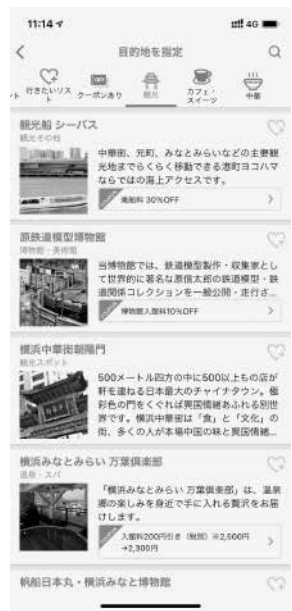 11:14
4G
目的地を指定
ト
行きたいリスト
クーポンあり
観光
カフェ・スイーツ
中華
観光船 シーバス
観光その他
中華街、元町、みなとみらいなどの主要観
光地までらくらく移動できる港町ヨコハマ
ならではの海上アクセスです。
乗船料 30%OFF
原鉄道模型博物館
博物館・美術館
当博物館では、鉄道模型製作・収集家とし
て世界的に著名な原信太郎の鉄道模型・鉄
道関係コレクションを一般公開・走行さ...
博物館入館料10%OFF
横浜中華街朝陽門
観光スポット
500メートル四方の中に500以上もの店が
軒を連ねる日本最大のチャイナタウン。極
彩色の門をくぐれば異国情緒あふれる別世
界です。横浜中華街は「食」と「文化」の
街、多くの人が本場中国の味と異国情緒...
横浜みなとみらい 万葉倶楽部
温泉・スパ
「横浜みなとみらい 万葉倶楽部」は、温泉
郷の楽しみを身近で手に入れる贅沢をお届
けします。
入館料200円引き（税別）※2,500円
→2,300円
帆船日本丸・横浜みなと博物館